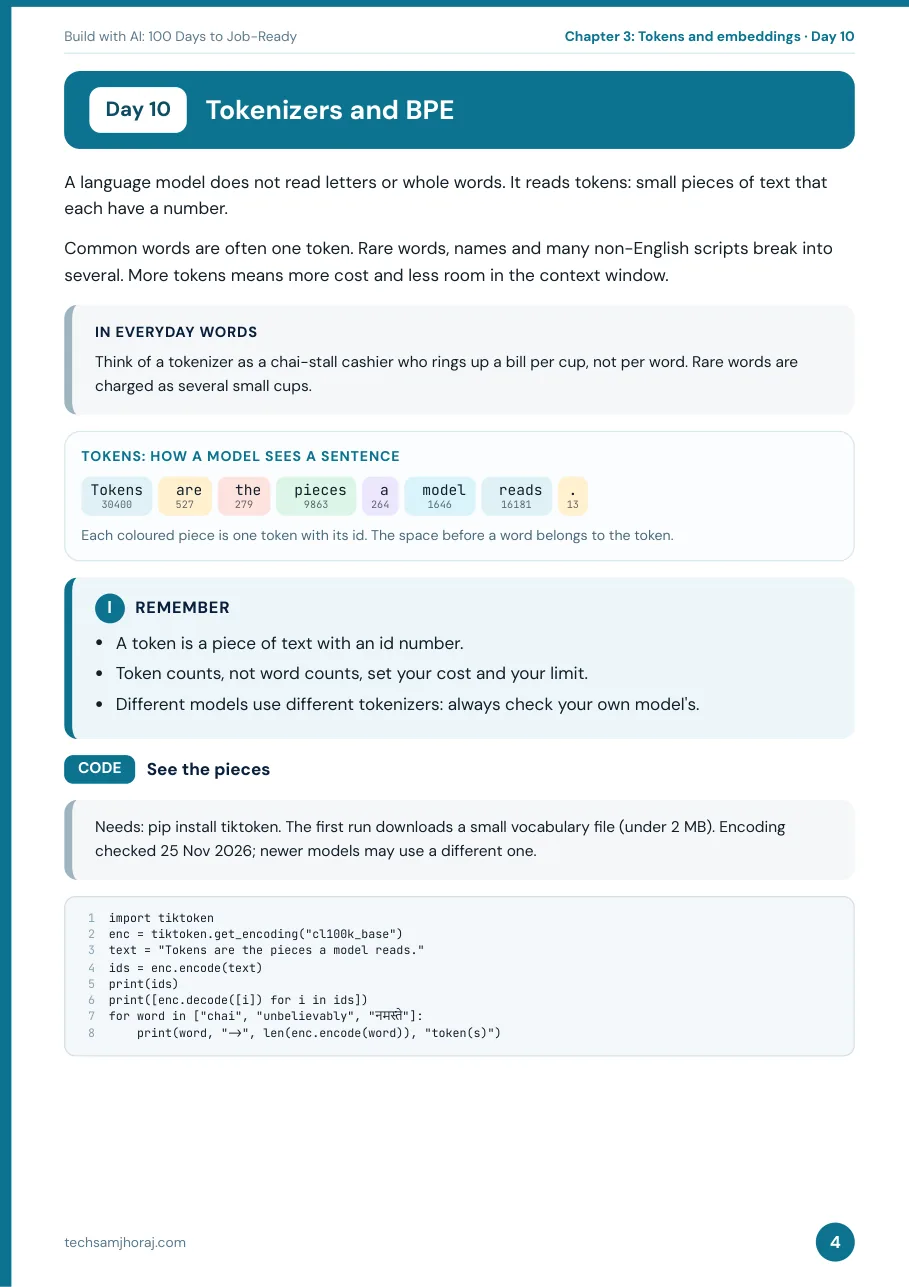 Build with AI: 100 Days to Job-Ready
Chapter 3: Tokens and embeddings · Day 10
Day 10
Tokenizers and BPE
A language model does not read letters or whole words. It reads tokens: small pieces of text that
each have a number.
Common words are often one token. Rare words, names and many non-English scripts break into
several. More tokens means more cost and less room in the context window.
IN EVERYDAY WORDS
Think of a tokenizer as a chai-stall cashier who rings up a bill per cup, not per word. Rare words are
charged as several small cups.
TOKENS: HOW A MODEL SEES A SENTENCE
Tokens are the pieces a model reads .
30400 527 279 9863 264 1646 16181 13
Each coloured piece is one token with its id. The space before a word belongs to the token.
I REMEMBER
• A token is a piece of text with an id number.
• Token counts, not word counts, set your cost and your limit.
• Different models use different tokenizers: always check your own model's.
CODE See the pieces
Needs: pip install tiktoken. The first run downloads a small vocabulary file (under 2 MB). Encoding
checked 25 Nov 2026; newer models may use a different one.
1 import tiktoken
2 enc = tiktoken.get_encoding("cl100k_base")
3 text = "Tokens are the pieces a model reads."
4 ids = enc.encode(text)
5 print(ids)
6 print([enc.decode([i]) for i in ids])
7 for word in ["chai", "unbelievably", "नमस्ते"]:
8     print(word, "→", len(enc.encode(word)), "token(s)")
techsamjhoraj.com
4